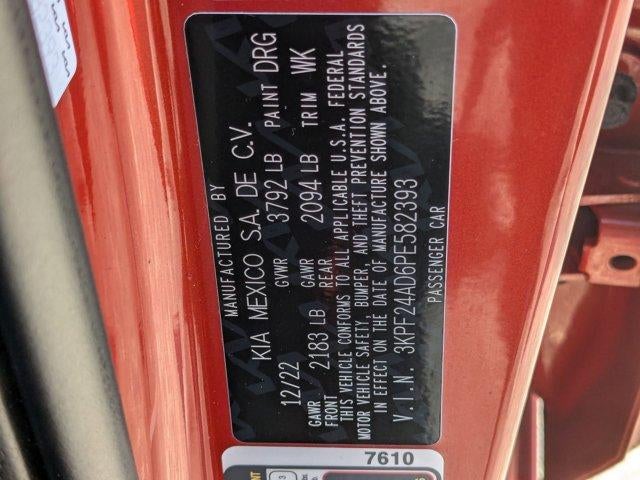 MANUFACTURED BY
KIA MEXICO S.A. DE C.V.
12/22 GVWR 3792 LB PAINT DRG
GAWR FRONT 2183 LB GAWR REAR 2094 LB TRIM WK
THIS VEHICLE CONFORMS TO ALL APPLICABLE U.S.A. FEDERAL
MOTOR VEHICLE SAFETY, BUMPER, AND THEFT PREVENTION STANDARDS
IN EFFECT ON THE DATE OF MANUFACTURE SHOWN ABOVE.
V.I.N. 3KPF24AD6PE582393
PASSENGER CAR
7610